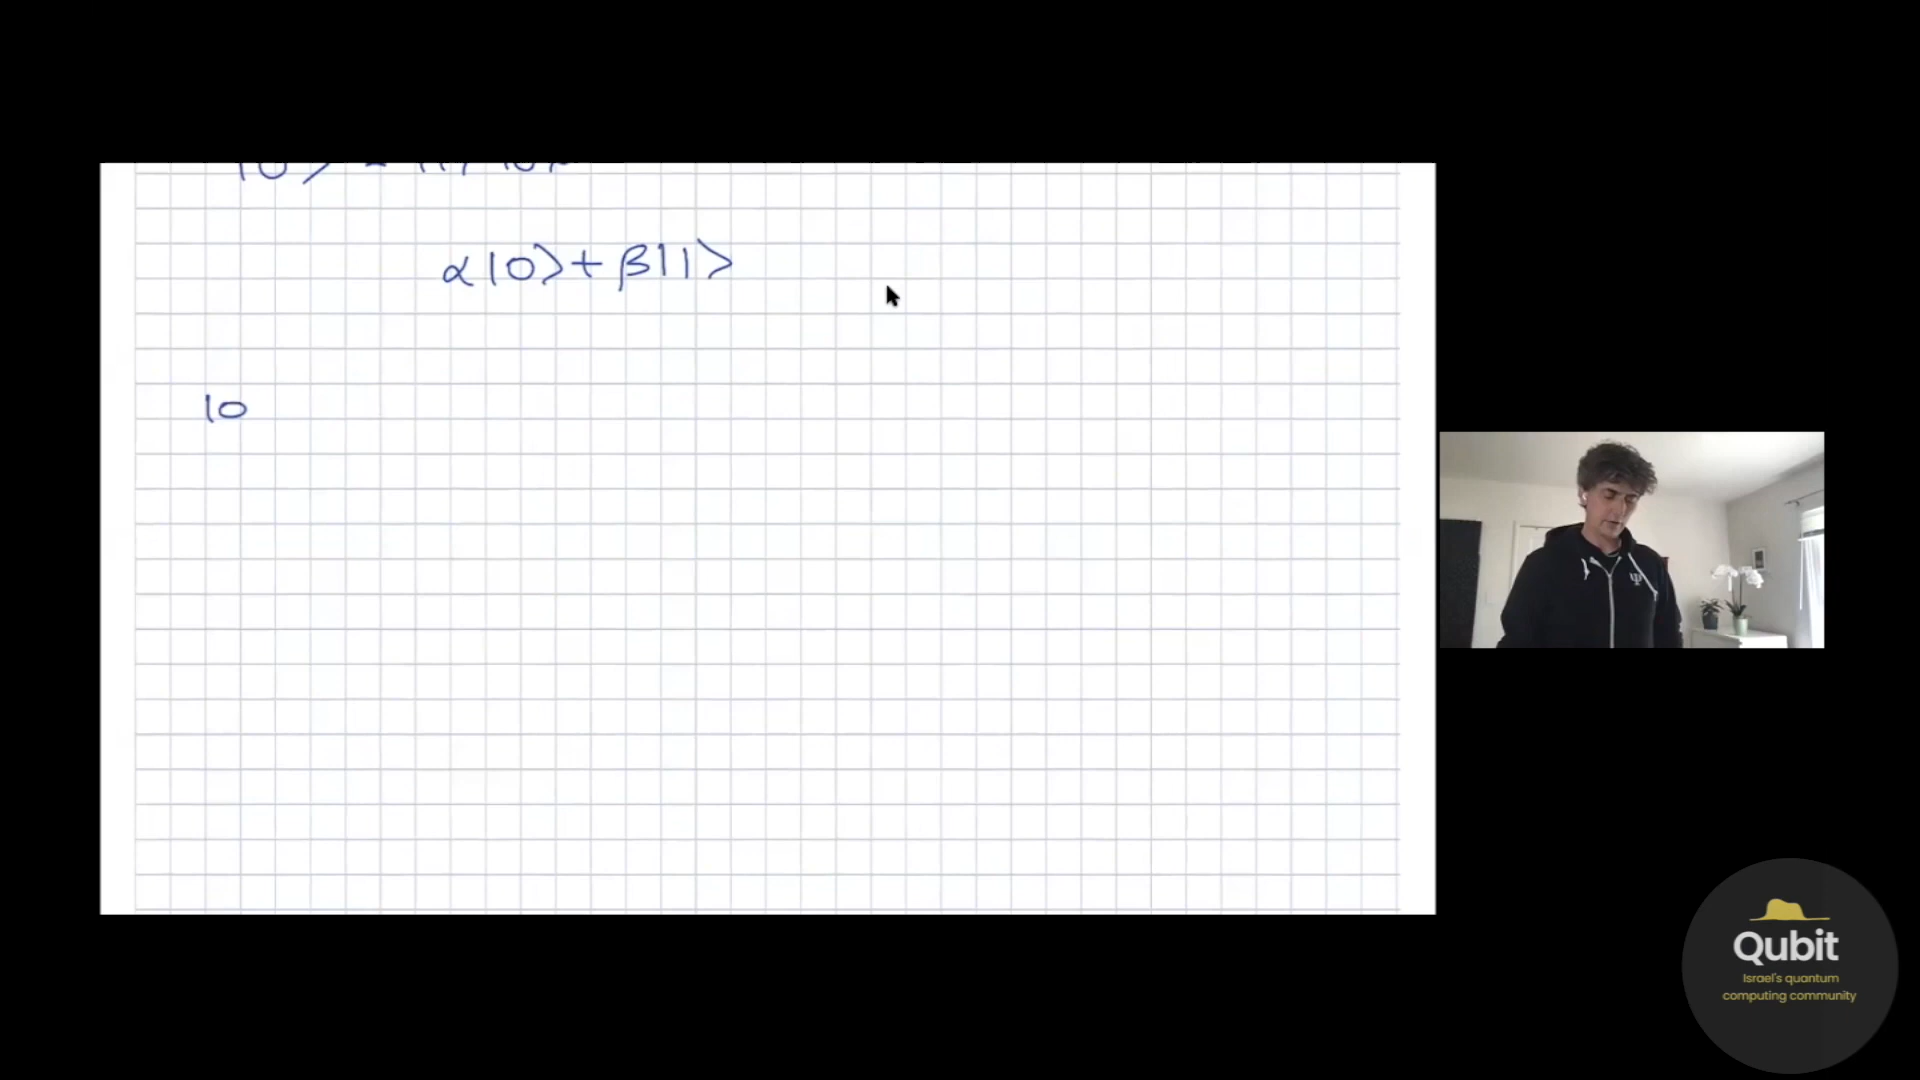 α|0⟩+β|1⟩
|0
Ψ
Qubit
Israel's quantum
computing community